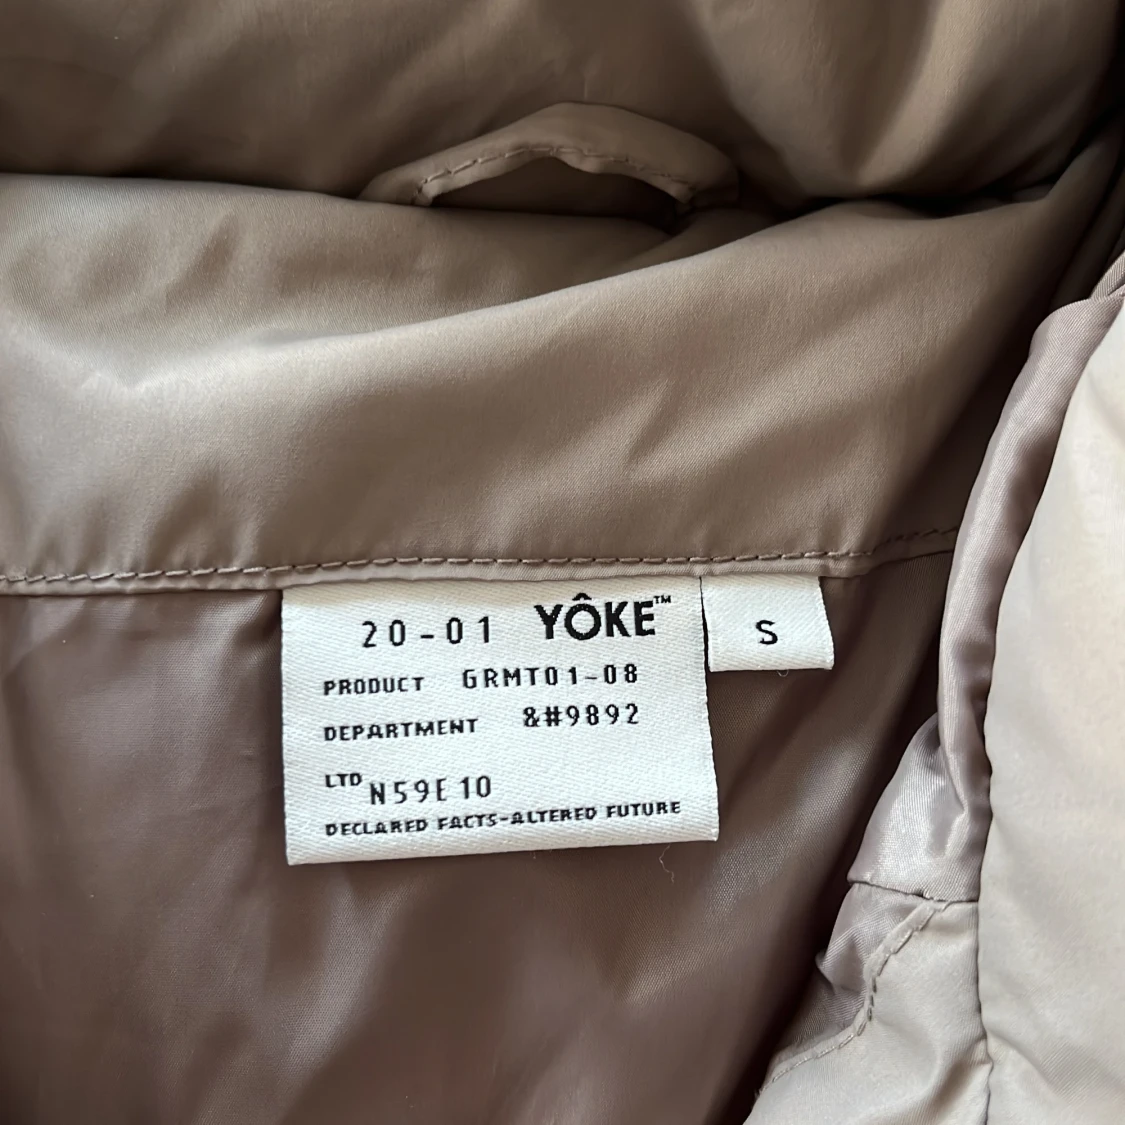 20-01 YÔKE™
S
PRODUCT GRMT01-08
DEPARTMENT &#9892
LTD N59E10
DECLARED FACTS-ALTERED FUTURE